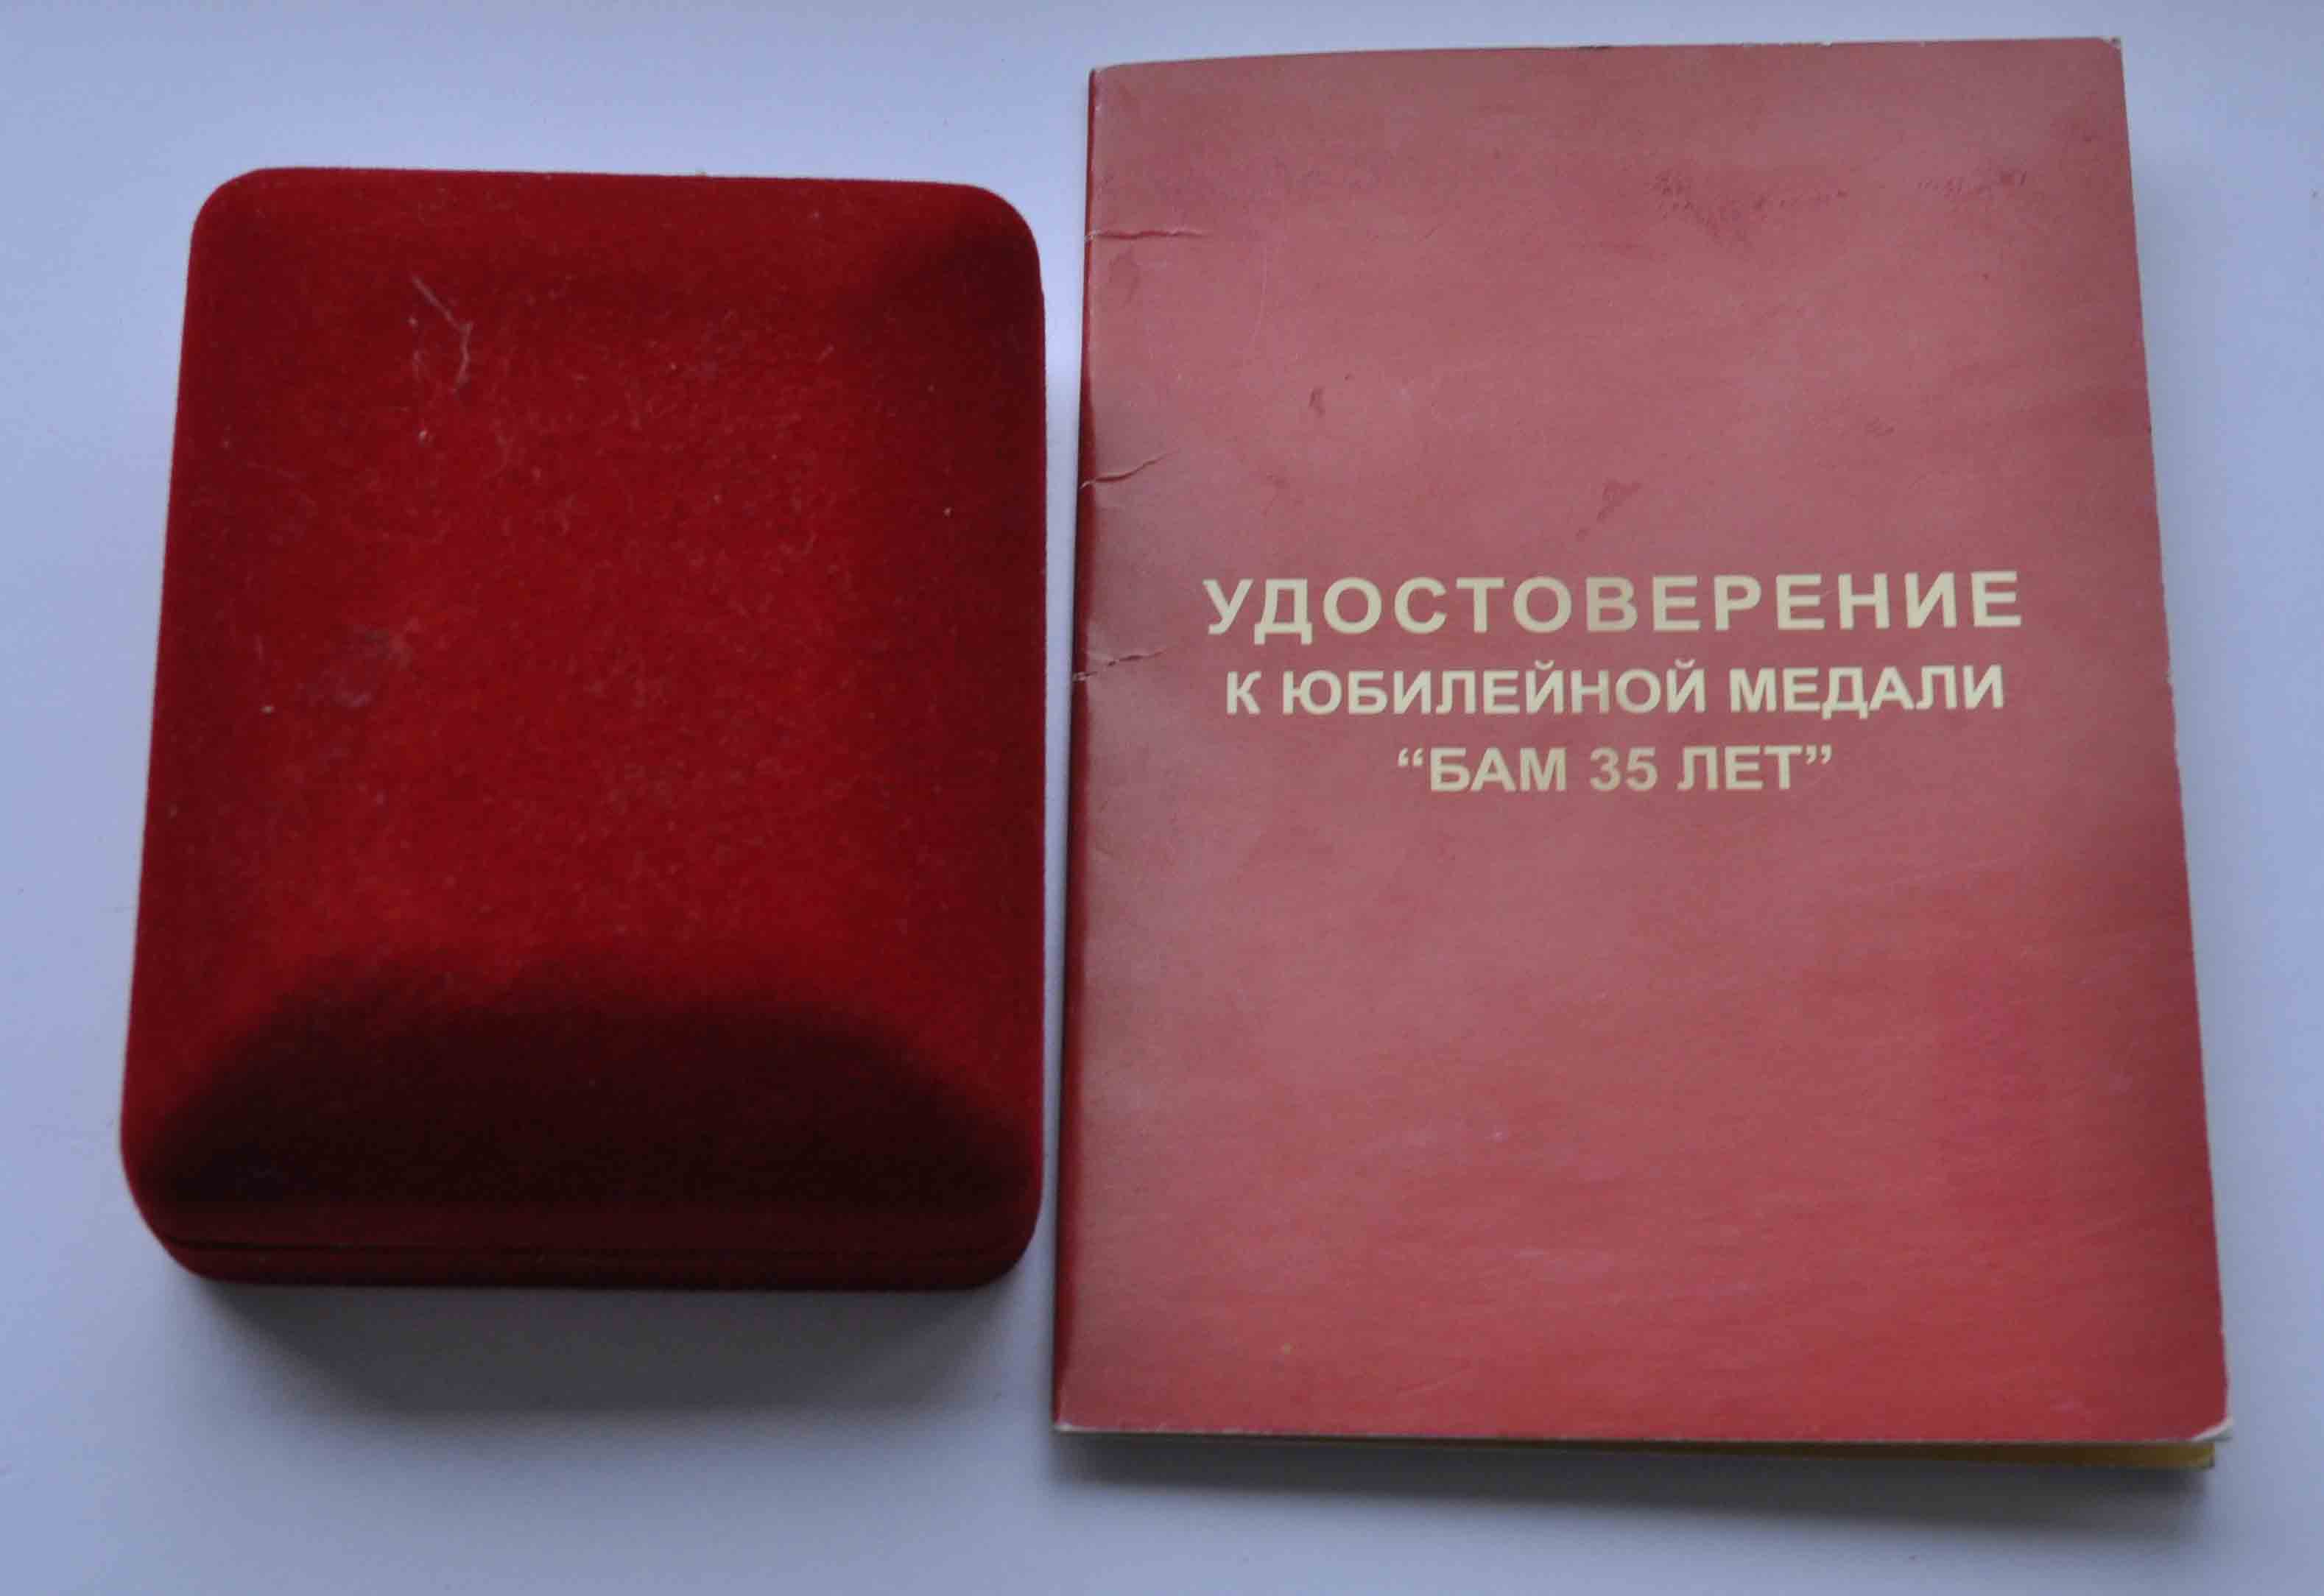 УДОСТОВЕРЕНИЕ
К ЮБИЛЕЙНОЙ МЕДАЛИ
“БАМ 35 ЛЕТ”